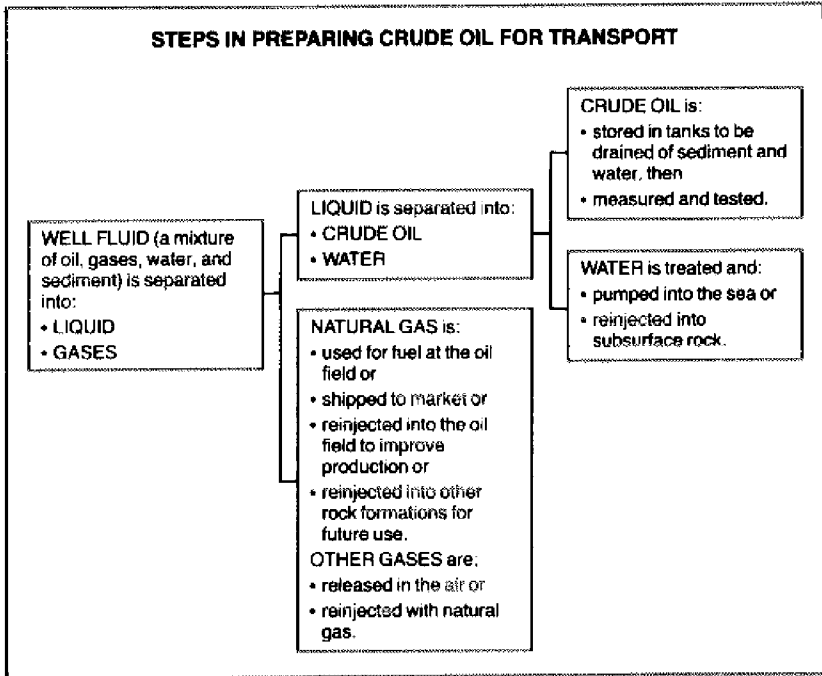 STEPS IN PREPARING CRUDE OIL FOR TRANSPORT
WELL FLUID (a mixture
of oil, gases, water, and
sediment) is separated
into:
• LIQUID
• GASES
LIQUID is separated into:
• CRUDE OIL
• WATER
NATURAL GAS is:
• used for fuel at the oil
field or
• shipped to market or
• reinjected into the oil
field to improve
production or
• reinjected into other
rock formations for
future use.
OTHER GASES are:
• released in the air or
• reinjected with natural
gas.
CRUDE OIL is:
• stored in tanks to be
drained of sediment and
water, then
• measured and tested.
WATER is treated and:
• pumped into the sea or
• reinjected into
subsurface rock.